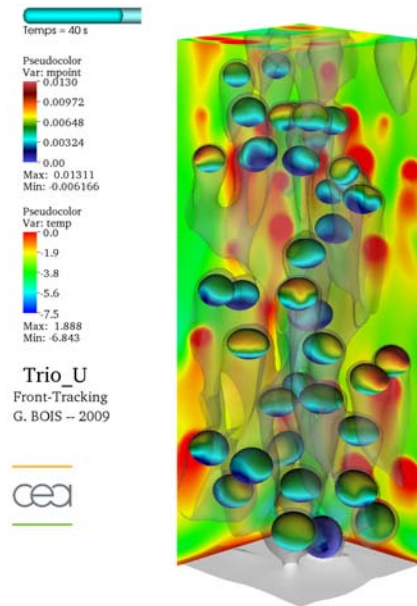 Temps = 40 s
Pseudocolor
Var: mpoint
0.0130
0.00972
0.00648
0.00324
0.00
Max: 0.01311
Min: -0.006166
Pseudocolor
Var: temp
0.0
-1.9
-3.8
-5.6
-7.5
Max: 1.888
Min: -6.843
Trio_U
Front-Tracking
G. BOIS -- 2009
cea